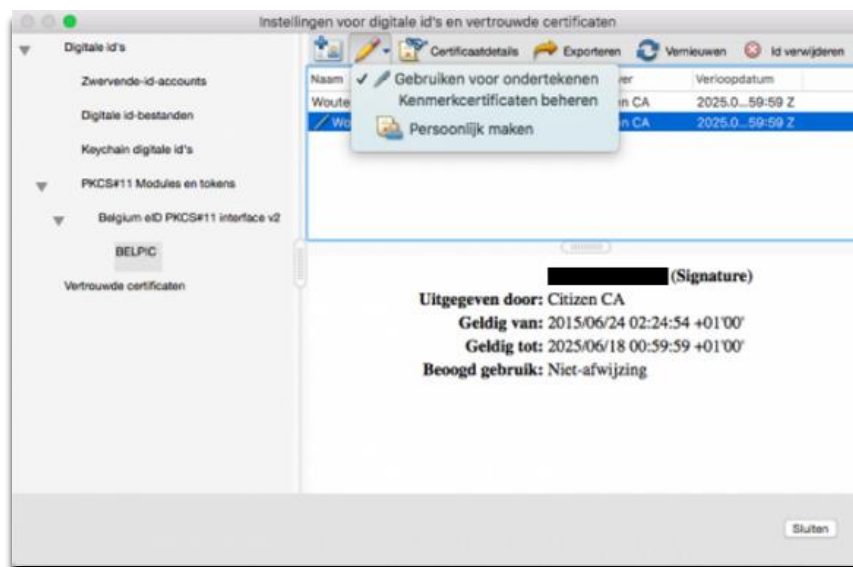 Instellingen voor digitale id's en vertrouwde certificaten
Digitale id's
Zwervende-id-accounts
Digitale id-bestanden
Keychain digitale id's
PKCS#11 Modules en tokens
Belgium eID PKCS#11 interface v2
BELPIC
Vertrouwde certificaten
Certificaatdetails Exporteren Vernieuwen Id verwijderen
Naam ver Verloopdatum
Woute n CA 2025.0...59:59 Z
Wo n CA 2025.0...59:59 Z
Gebruiken voor ondertekenen
Kenmerkcertificaten beheren
Persoonlijk maken
(Signature)
Uitgegeven door: Citizen CA
Geldig van: 2015/06/24 02:24:54 +01'00'
Geldig tot: 2025/06/18 00:59:59 +01'00'
Beoogd gebruik: Niet-afwijzing
Sluiten